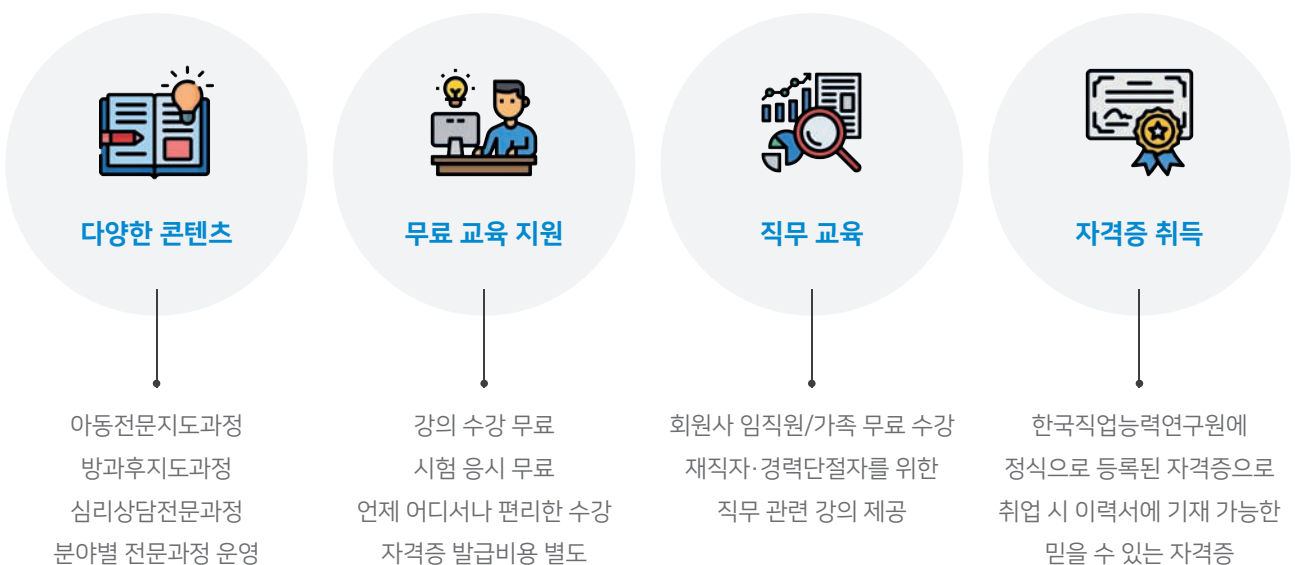 다양한 콘텐츠
아동전문지도과정
방과후지도과정
심리상담전문과정
분야별 전문과정 운영
무료 교육 지원
강의 수강 무료
시험 응시 무료
언제 어디서나 편리한 수강
자격증 발급비용 별도
직무 교육
회원사 임직원/가족 무료 수강
재직자·경력단절자를 위한
직무 관련 강의 제공
자격증 취득
한국직업능력연구원에
정식으로 등록된 자격증으로
취업 시 이력서에 기재 가능한
믿을 수 있는 자격증